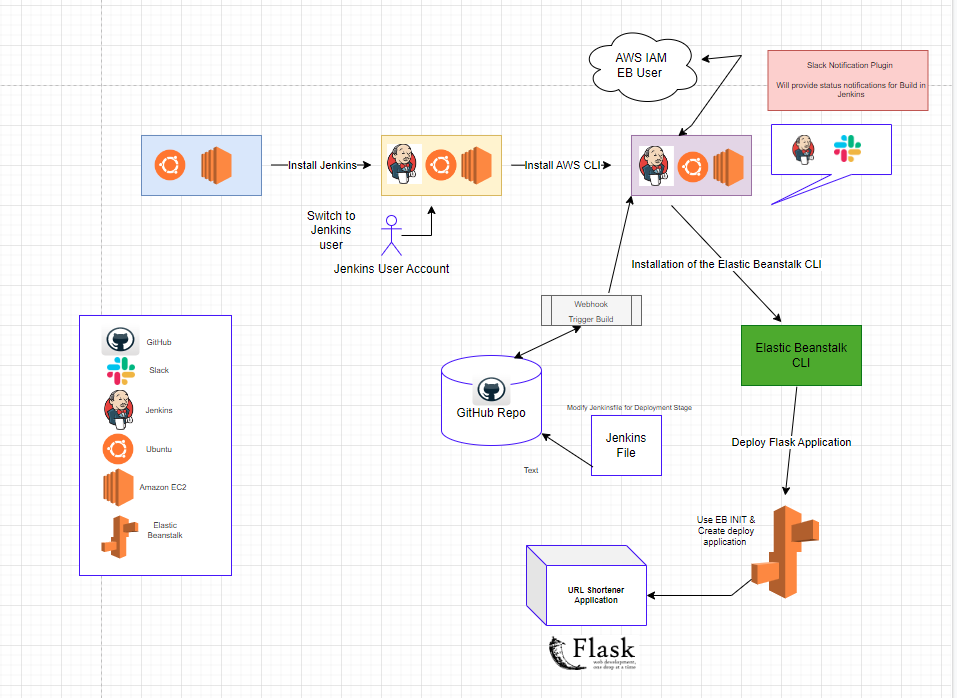 AWS IAM
EB User
Slack Notification Plugin
Will provide status notifications for Build in
Jenkins
Install Jenkins
Install AWS CLI
Switch to
Jenkins
user
Jenkins User Account
Installation of the Elastic Beanstalk CLI
Webhook
Trigger Build
GitHub
Slack
Jenkins
Ubuntu
Amazon EC2
Elastic
Beanstalk
Elastic Beanstalk
CLI
GitHub Repo
Modify Jenkinsfile for Deployment Stage
Jenkins
File
Text
Deploy Flask Application
Use EB INIT &
Create deploy
application
URL Shortener
Application
Flask
web development,
one drop at a time